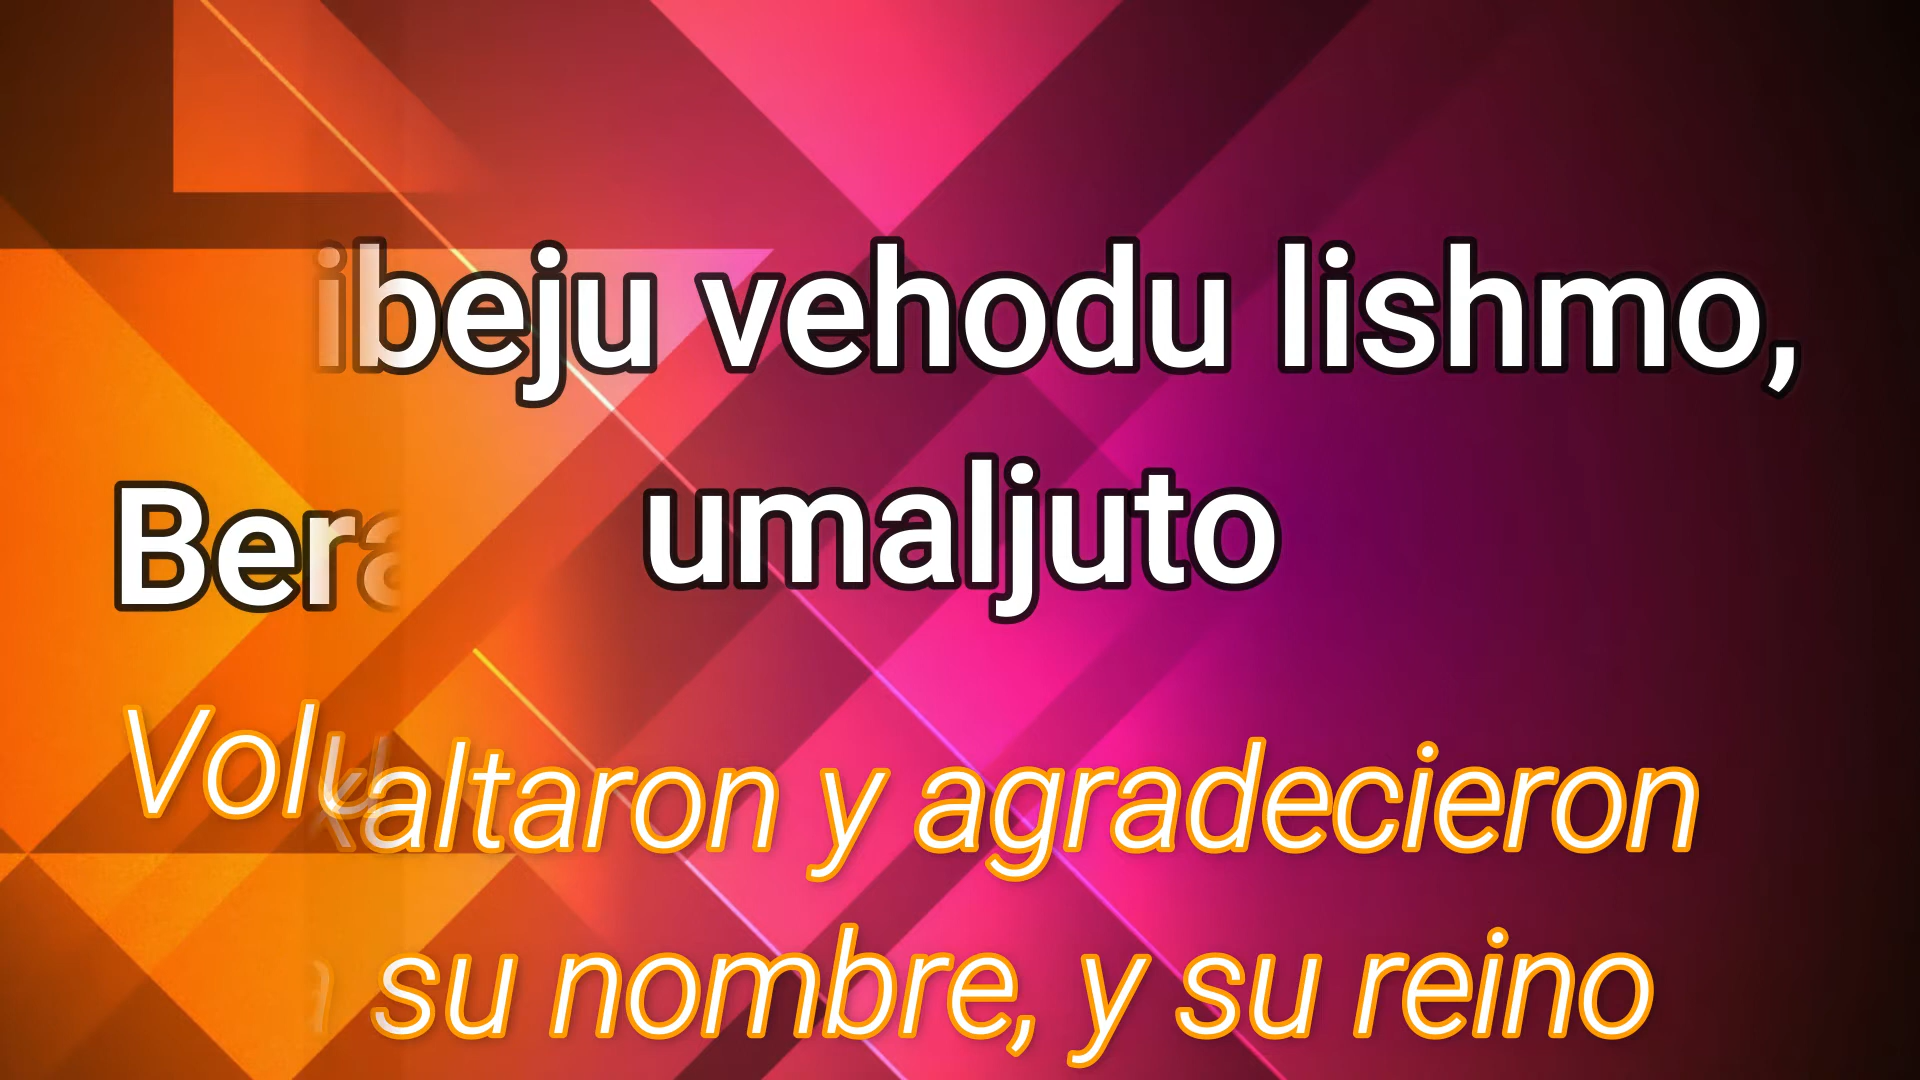 ibeju vehodu lishmo,
umaljuto
Bera
Volu
altaron y agradecieron
su nombre, y su reino